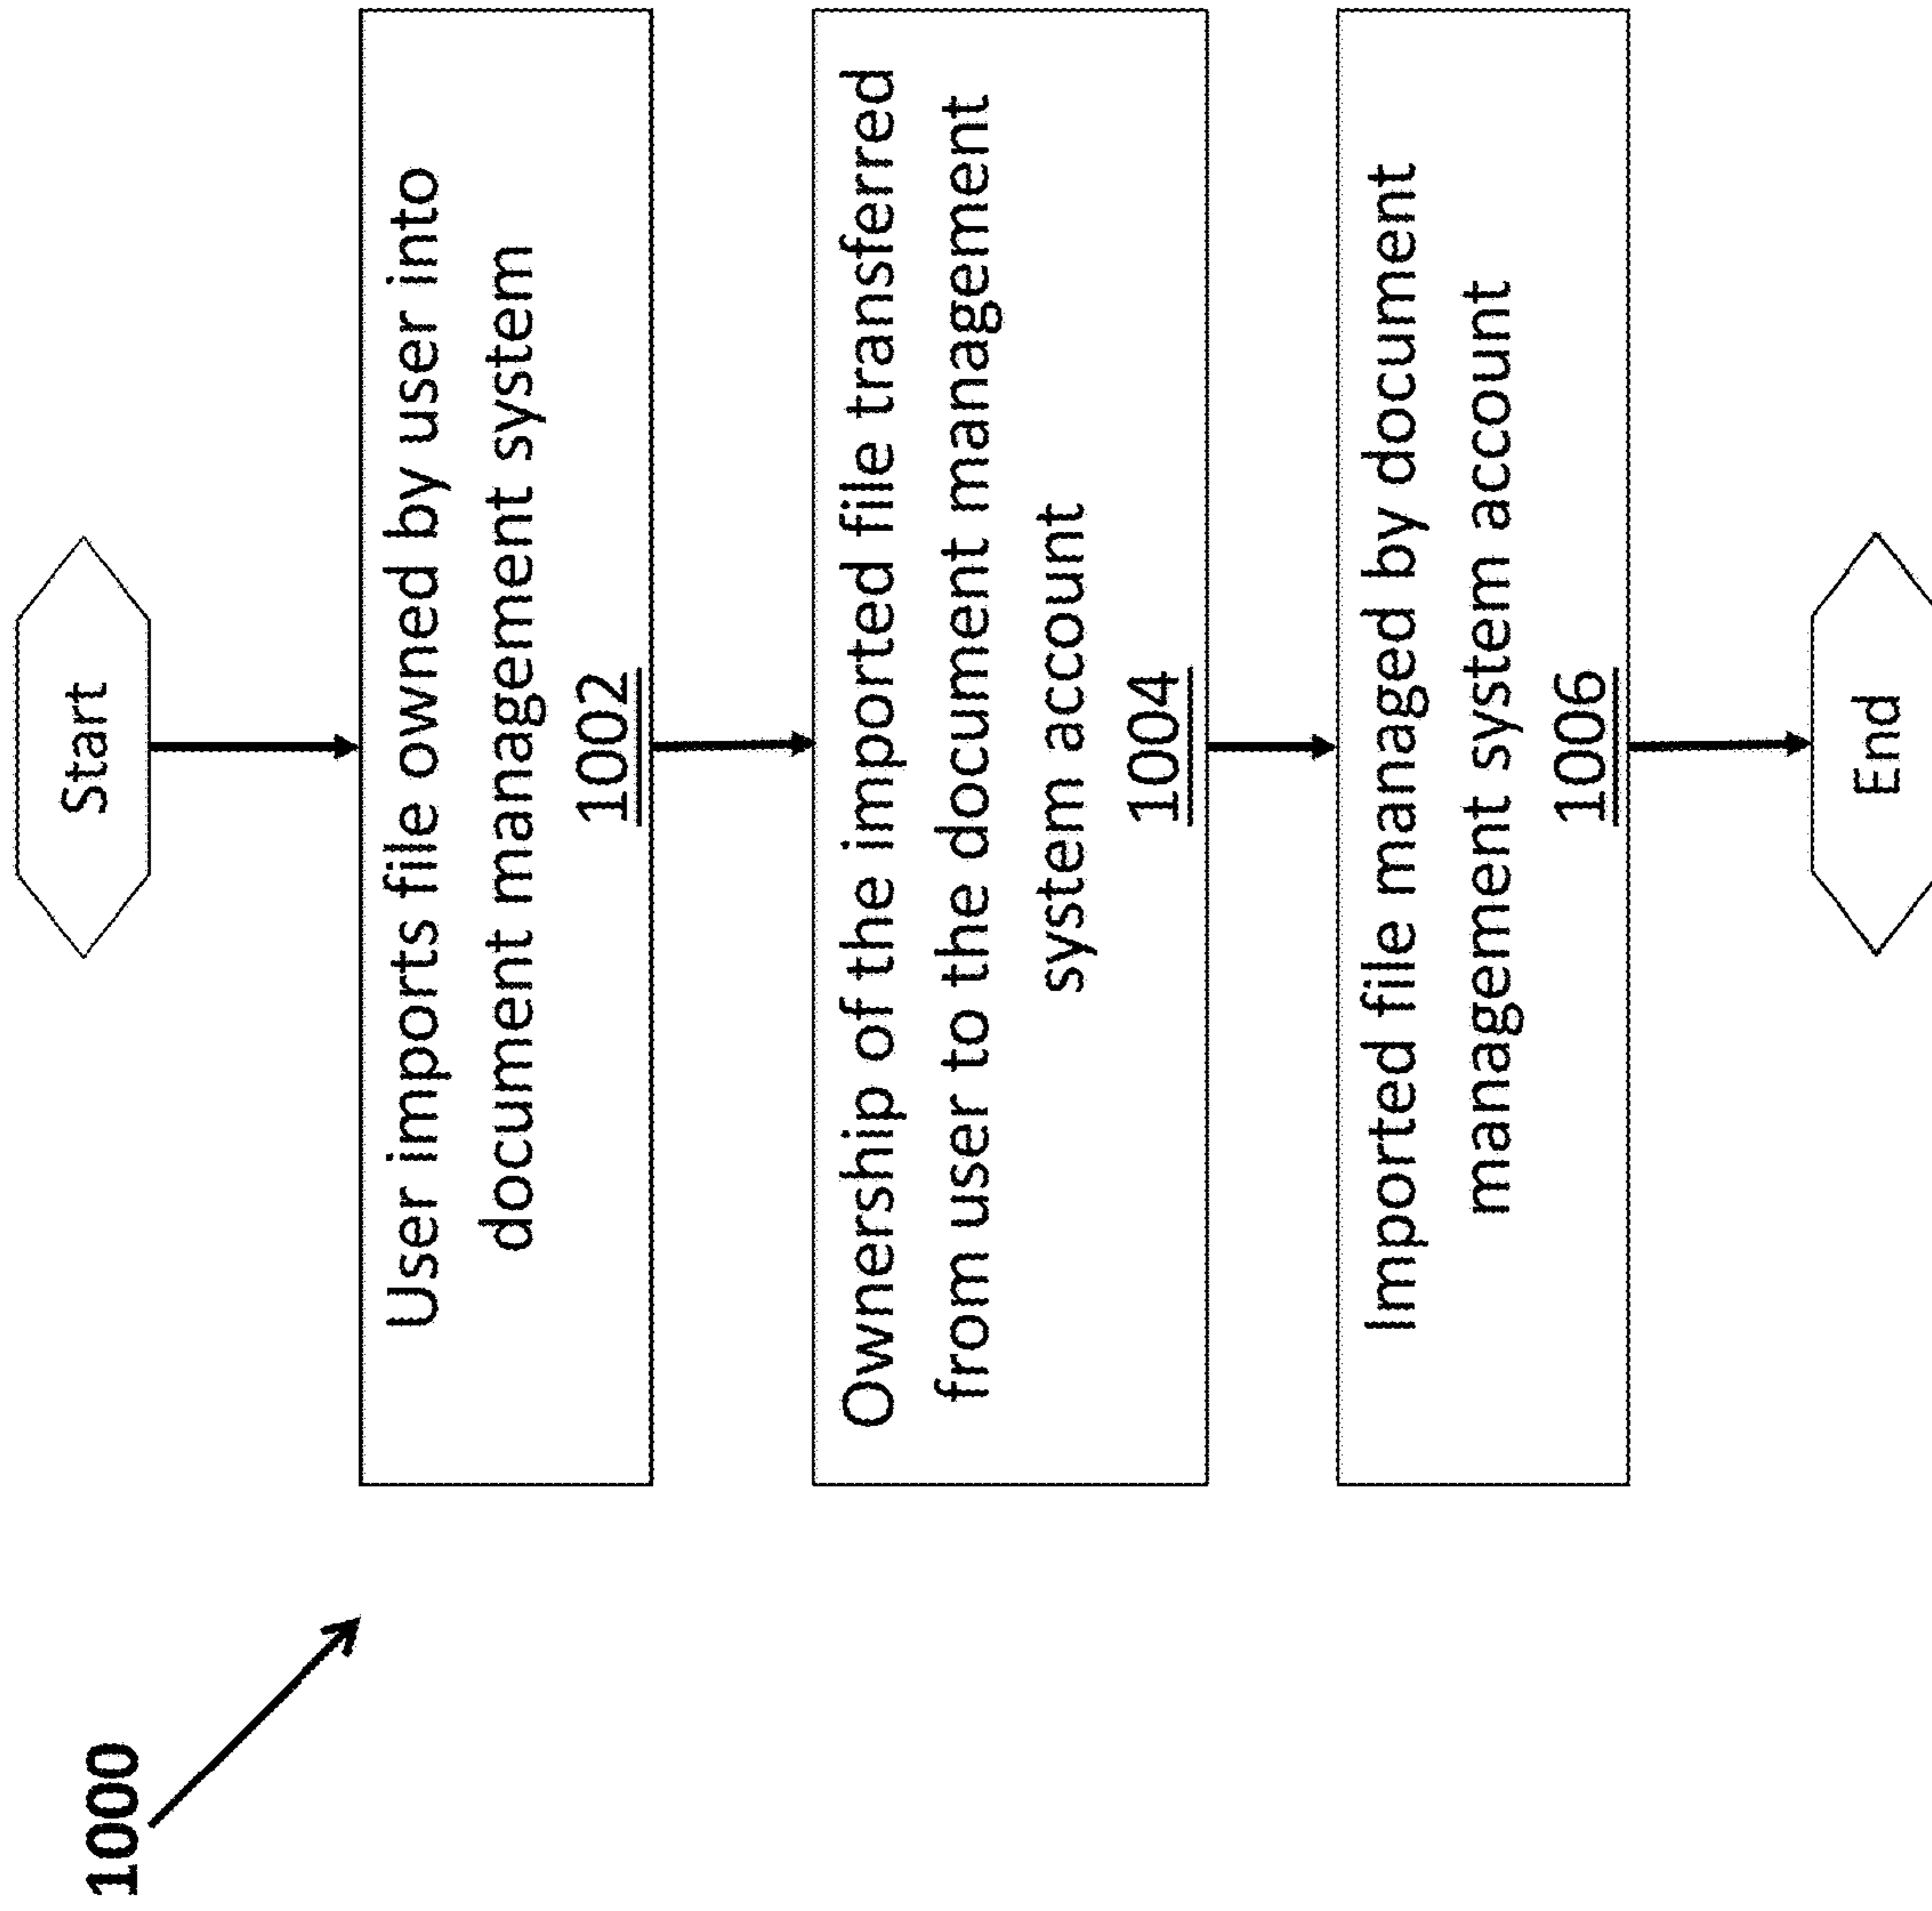 1000
Start
User imports file owned by user into
document management system
1002
Ownership of the imported file transferred
from user to the document management
system account
1004
Imported file managed by document
management system account
1006
End